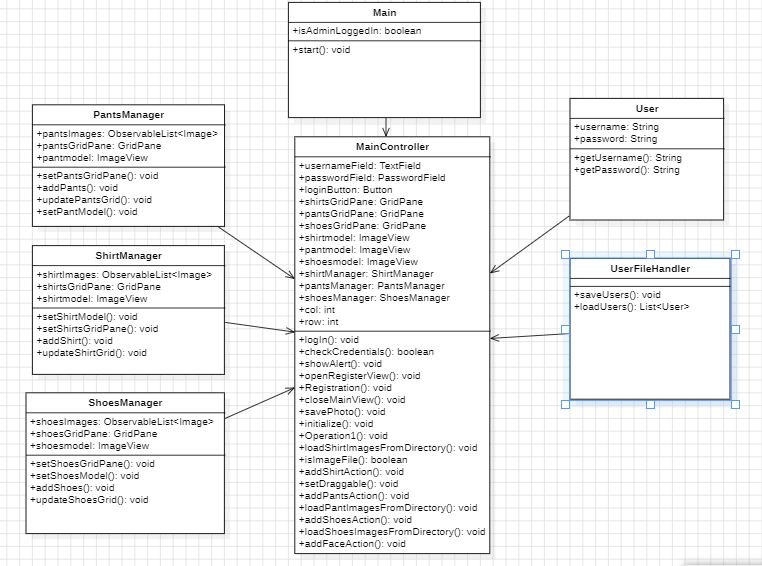 Main
+isAdminLoggedIn: boolean
+start(): void
PantsManager
+pantsImages: ObservableList<Image>
+pantsGridPane: GridPane
+pantmodel: ImageView
+setPantsGridPane(): void
+addPants(): void
+updatePantsGrid(): void
+setPantModel(): void
ShirtManager
+shirtImages: ObservableList<Image>
+shirtsGridPane: GridPane
+shirtmodel: ImageView
+setShirtModel(): void
+setShirtsGridPane(): void
+addShirt(): void
+updateShirtGrid(): void
ShoesManager
+shoesImages: ObservableList<Image>
+shoesGridPane: GridPane
+shoesmodel: ImageView
+setShoesGridPane(): void
+setShoesModel(): void
+addShoes(): void
+updateShoesGrid(): void
MainController
+usernameField: TextField
+passwordField: PasswordField
+loginButton: Button
+shirtsGridPane: GridPane
+pantsGridPane: GridPane
+shoesGridPane: GridPane
+shirtmodel: ImageView
+pantmodel: ImageView
+shoesmodel: ImageView
+shirtManager: ShirtManager
+pantsManager: PantsManager
+shoesManager: ShoesManager
+col: int
+row: int
+logIn(): void
+checkCredentials(): boolean
+showAlert(): void
+openRegisterView(): void
+Registration(): void
+closeMainView(): void
+savePhoto(): void
+initialize(): void
+Operation1(): void
+loadShirtImagesFromDirectory(): void
+isImageFile(): boolean
+addShirtAction(): void
+setDraggable(): void
+addPantsAction(): void
+loadPantImagesFromDirectory(): void
+addShoesAction(): void
+loadShoesImagesFromDirectory(): void
+addFaceAction(): void
User
+username: String
+password: String
+getUsername(): String
+getPassword(): String
UserFileHandler
+saveUsers(): void
+loadUsers(): List<User>